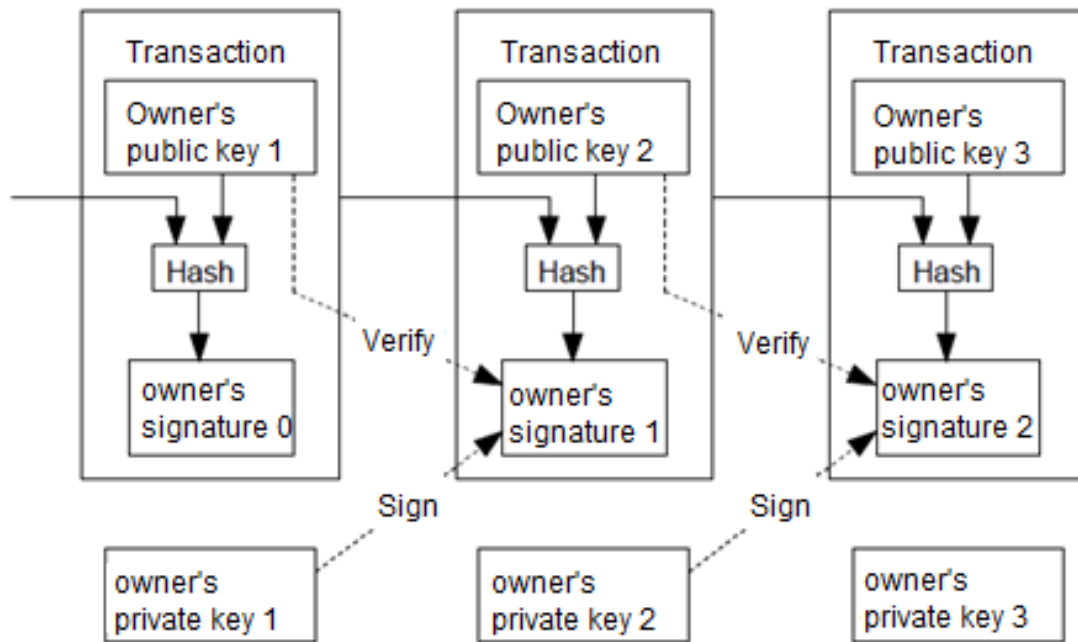 Transaction
Owner's
public key 1
Hash
owner's
signature 0
Transaction
Owner's
public key 2
Hash
Verify
owner's
signature 1
Transaction
Owner's
public key 3
Hash
Verify
owner's
signature 2
Sign
Sign
owner's
private key 1
owner's
private key 2
owner's
private key 3